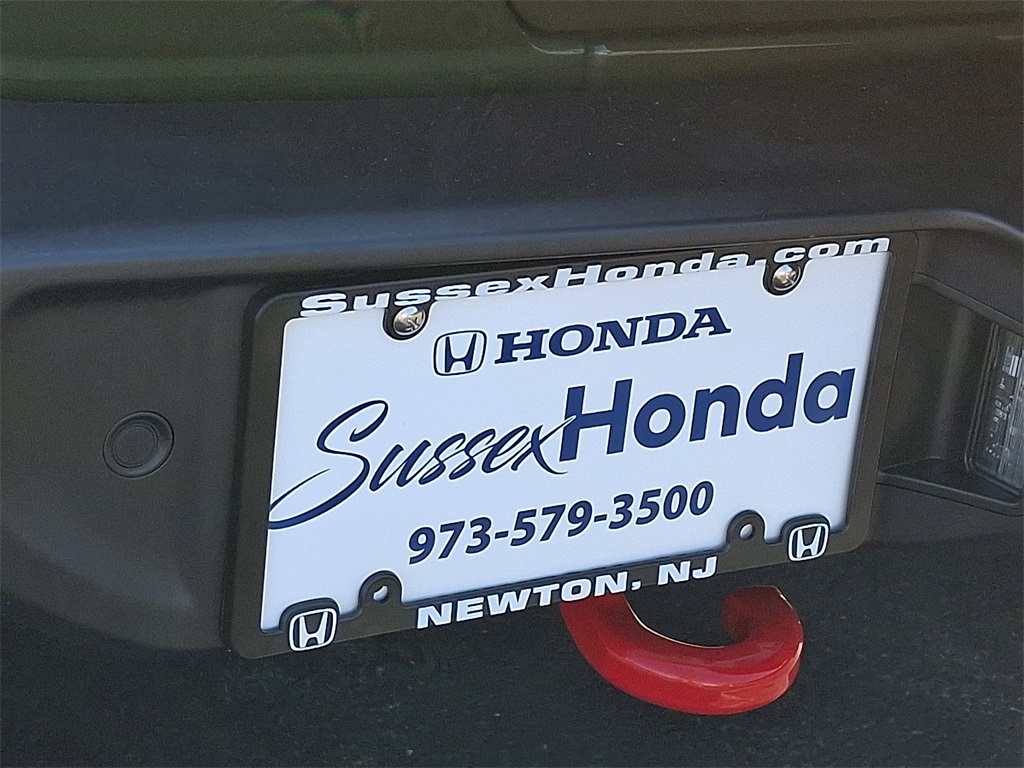 SussexHonda.com
HONDA
SussexHonda
973-579-3500
NEWTON, NJ